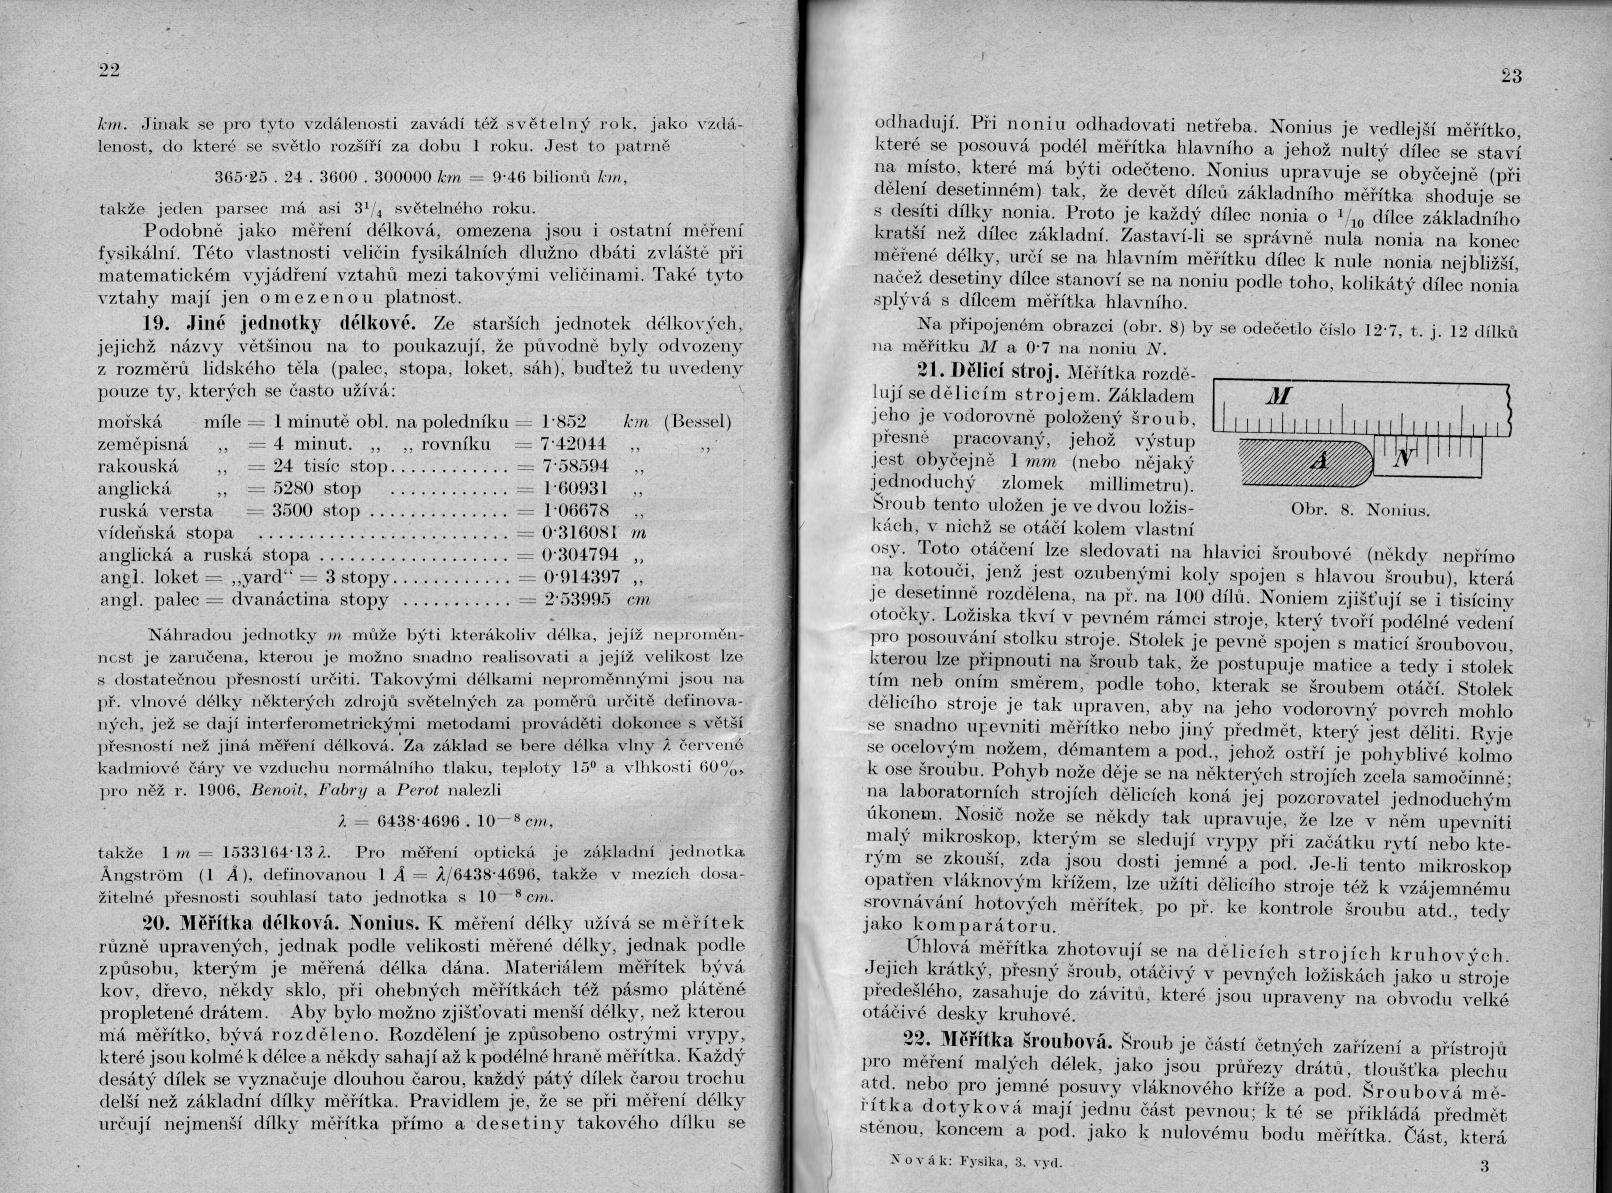 22
km. Jinak se pro tyto vzdálenosti zavádí též světelný rok, jako vzdá-
lenost, do které se světlo rozšíří za dobu 1 roku. Jest to patrně
365·25 . 24 . 3600 . 300000 km = 9·46 bilionů km,
takže jeden parsec má asi 3¹/₄ světelného roku.
Podobně jako měření délková, omezena jsou i ostatní měření
fysikální. Této vlastnosti veličin fysikálních dlužno dbáti zvláště při
matematickém vyjádření vztahů mezi takovými veličinami. Také tyto
vztahy mají jen omezenou platnost.
19. Jiné jednotky délkové. Ze starších jednotek délkových,
jejichž názvy většinou na to poukazují, že původně byly odvozeny
z rozměrů lidského těla (palec, stopa, loket, sáh), buďtež tu uvedeny
pouze ty, kterých se často užívá:
mořská míle = 1 minutě obl. na poledníku = 1·852 km (Bessel)
zeměpisná ,, = 4 minut. ,, ,, rovníku = 7·42044 ,, ,,
rakouská ,, = 24 tisíc stop............ = 7·58594 ,,
anglická ,, = 5280 stop ............ = 1·60931 ,,
ruská versta = 3500 stop .............. = 1·06678 ,,
vídeňská stopa ......................... = 0·316081 m
anglická a ruská stopa ................... = 0·304794 ,,
angl. loket = ,,yard“ = 3 stopy............ = 0·914397 ,,
angl. palec = dvanáctina stopy ........... = 2·53995 cm
Náhradou jednotky m může býti kterákoliv délka, jejíž neproměn-
nost je zaručena, kterou je možno snadno realisovati a jejíž velikost lze
s dostatečnou přesností určiti. Takovými délkami neproměnnými jsou na
př. vlnové délky některých zdrojů světelných za poměrů určitě definova-
ných, jež se dají interferometrickými metodami prováděti dokonce s větší
přesností než jiná měření délková. Za základ se bere délka vlny λ červené
kadmiové čáry ve vzduchu normálního tlaku, teploty 15⁰ a vlhkosti 60%,
pro něž r. 1906, Benoit, Fabry a Perot nalezli
λ = 6438·4696 . 10⁻⁸ cm,
takže 1 m = 1533164·13 λ. Pro měření optická je základní jednotka
Ångström (1 Å), definovanou 1 Å = λ/6438·4696, takže v mezích dosa-
žitelné přesnosti souhlasí tato jednotka s 10⁻⁸ cm.
20. Měřítka délková. Nonius. K měření délky užívá se měřítek
různě upravených, jednak podle velikosti měřené délky, jednak podle
způsobu, kterým je měřená délka dána. Materiálem měřítek bývá
kov, dřevo, někdy sklo, při ohebných měřítkách též pásmo plátěné
propletené drátem. Aby bylo možno zjišťovati menší délky, než kterou
má měřítko, bývá rozděleno. Rozdělení je způsobeno ostrými vrypy,
které jsou kolmé k délce a někdy sahají až k podélné hraně měřítka. Každý
desátý dílek se vyznačuje dlouhou čarou, každý pátý dílek čarou trochu
delší než základní dílky měřítka. Pravidlem je, že se při měření délky
určují nejmenší dílky měřítka přímo a desetiny takového dílku se
23
odhadují. Při noniu odhadovati netřeba. Nonius je vedlejší měřítko,
které se posouvá podél měřítka hlavního a jehož nultý dílec se staví
na místo, které má býti odečteno. Nonius upravuje se obyčejně (při
dělení desetinném) tak, že devět dílců základního měřítka shoduje se
s desíti dílky nonia. Proto je každý dílec nonia o ¹/₁₀ dílce základního
kratší než dílec základní. Zastaví-li se správně nula nonia na konec
měřené délky, určí se na hlavním měřítku dílec k nule nonia nejbližší,
načež desetiny dílce stanoví se na noniu podle toho, kolikátý dílec nonia
splývá s dílcem měřítka hlavního.
Na připojeném obrazci (obr. 8) by se odečetlo číslo 12·7, t. j. 12 dílků
na měřítku M a 0·7 na noniu N.
21. Dělicí stroj. Měřítka rozdě-
lují se dělicím strojem. Základem
jeho je vodorovně položený šroub,
přesně pracovaný, jehož výstup
jest obyčejně 1 mm (nebo nějaký
jednoduchý zlomek millimetru).
Šroub tento uložen je ve dvou ložis-
kách, v nichž se otáčí kolem vlastní
M
A
N
Obr. 8. Nonius.
osy. Toto otáčení lze sledovati na hlavici šroubové (někdy nepřímo
na kotouči, jenž jest ozubenými koly spojen s hlavou šroubu), která
je desetinně rozdělena, na př. na 100 dílů. Noniem zjišťují se i tisíciny
otočky. Ložiska tkví v pevném rámci stroje, který tvoří podélné vedení
pro posouvání stolku stroje. Stolek je pevně spojen s maticí šroubovou,
kterou lze připnouti na šroub tak, že postupuje matice a tedy i stolek
tím neb oním směrem, podle toho, kterak se šroubem otáčí. Stolek
dělicího stroje je tak upraven, aby na jeho vodorovný povrch mohlo
se snadno upevniti měřítko nebo jiný předmět, který jest děliti. Ryje
se ocelovým nožem, démantem a pod., jehož ostří je pohyblivé kolmo
k ose šroubu. Pohyb nože děje se na některých strojích zcela samočinně;
na laboratorních strojích dělicích koná jej pozorovatel jednoduchým
úkonem. Nosič nože se někdy tak upravuje, že lze v něm upevniti
malý mikroskop, kterým se sledují vrypy při začátku rytí nebo kte-
rým se zkouší, zda jsou dosti jemné a pod. Je-li tento mikroskop
opatřen vláknovým křížem, lze užíti dělicího stroje též k vzájemnému
srovnávání hotových měřítek, po př. ke kontrole šroubu atd., tedy
jako komparátoru.
Úhlová měřítka zhotovují se na dělicích strojích kruhových.
Jejich krátký, přesný šroub, otáčivý v pevných ložiskách jako u stroje
předešlého, zasahuje do závitů, které jsou upraveny na obvodu velké
otáčivé desky kruhové.
22. Měřítka šroubová. Šroub je částí četných zařízení a přístrojů
pro měření malých délek, jako jsou průřezy drátů, tloušťka plechu
atd. nebo pro jemné posuvy vláknového kříže a pod. Šroubová mě-
řítka dotyková mají jednu část pevnou; k té se přikládá předmět
stěnou, koncem a pod. jako k nulovému bodu měřítka. Část, která
Novák: Fysika, 3. vyd.
3